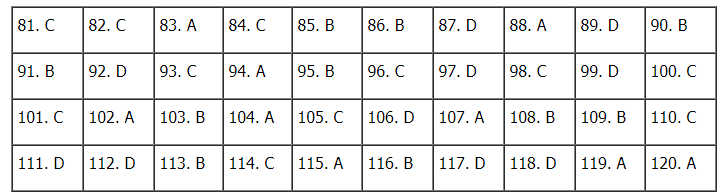 81. C 82. C 83. A 84. C 85. B 86. B 87. D 88. A 89. D 90. B
91. B 92. D 93. C 94. A 95. B 96. C 97. D 98. C 99. D 100. C
101. C 102. A 103. B 104. A 105. C 106. D 107. A 108. B 109. B 110. C
111. D 112. D 113. B 114. C 115. A 116. B 117. D 118. D 119. A 120. A